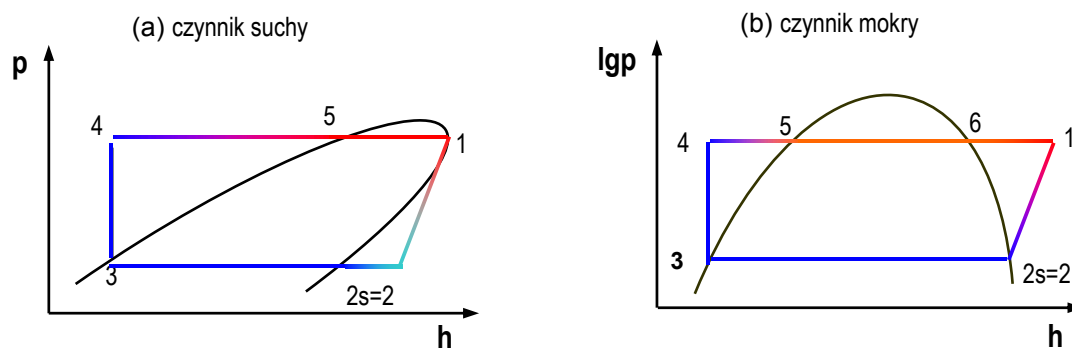 (a) czynnik suchy
p
4
5
1
3
2s=2
h
(b) czynnik mokry
lgp
4
5
6
1
3
2s=2
h